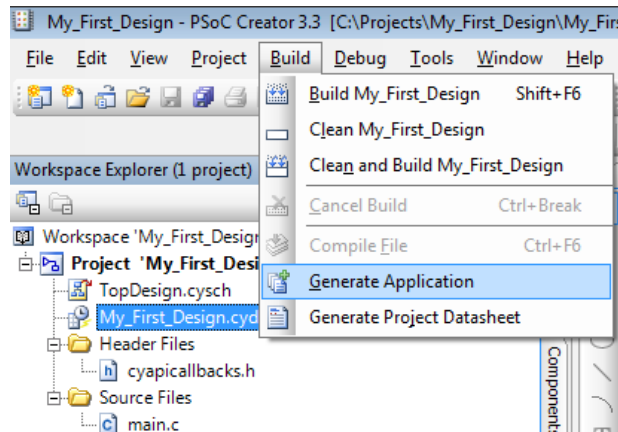 My_First_Design - PSoC Creator 3.3 [C:\Projects\My_First_Design\My_Firs
File Edit View Project Build Debug Tools Window Help
Build My_First_Design Shift+F6
Clean My_First_Design
Clean and Build My_First_Design
Cancel Build Ctrl+Break
Compile File Ctrl+F6
Generate Application
Generate Project Datasheet
Workspace Explorer (1 project)
Workspace 'My_First_Design
Project 'My_First_Desi
TopDesign.cysch
My_First_Design.cyd
Header Files
h cyapicallbacks.h
Source Files
c main.c
Components